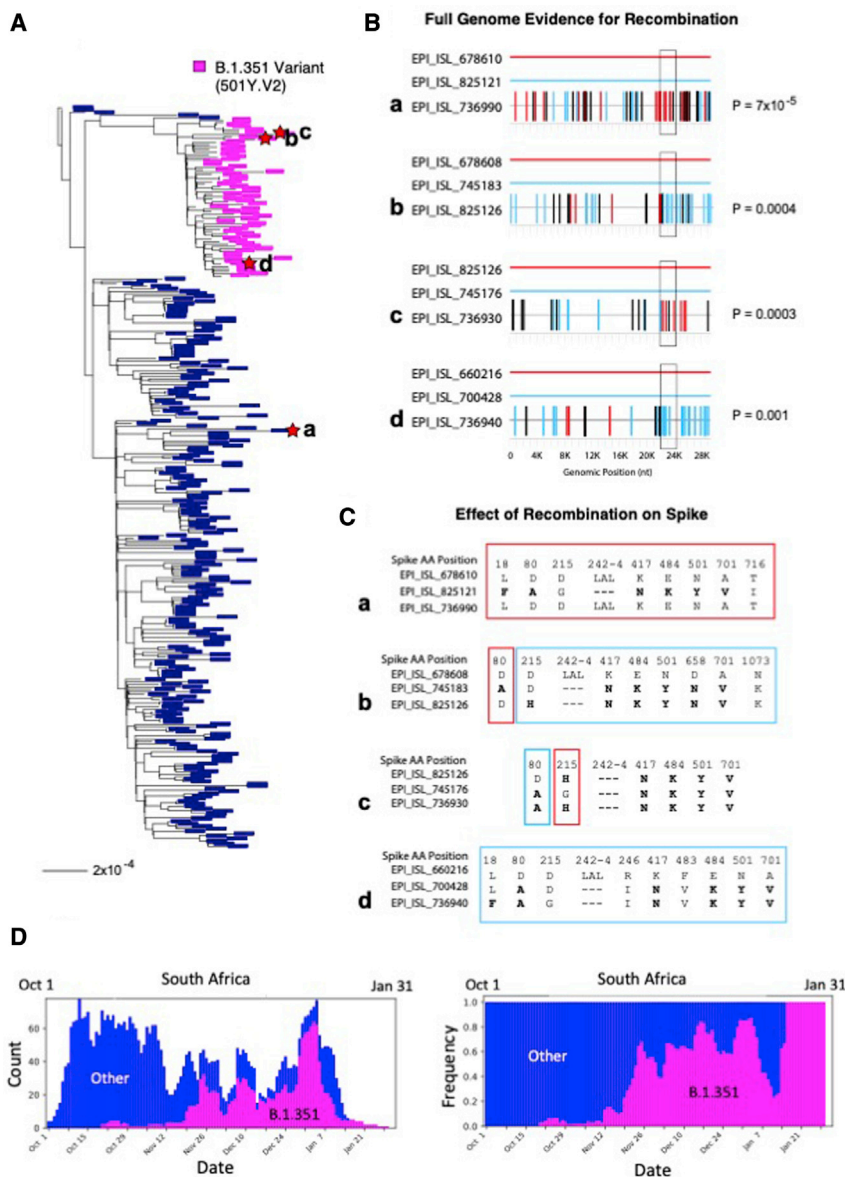 A
B.1.351 Variant
(501Y.V2)
b
c
d
a
2x10⁻⁴
B
Full Genome Evidence for Recombination
EPI_ISL_678610
EPI_ISL_825121
a
EPI_ISL_736990
P = 7x10⁻⁵
EPI_ISL_678608
EPI_ISL_745183
b
EPI_ISL_825126
P = 0.0004
EPI_ISL_825126
EPI_ISL_745176
c
EPI_ISL_736930
P = 0.0003
EPI_ISL_660216
EPI_ISL_700428
d
EPI_ISL_736940
P = 0.001
0 4K 8K 11K 16K 20K 24K 28K
Genomic Position (nt)
C
Effect of Recombination on Spike
Spike AA Position 18 80 215 242-4 417 484 501 701 716
EPI_ISL_678610 L D D LAL K E N A T
EPI_ISL_825121 F A G --- N K Y V I
EPI_ISL_736990 L D D LAL K E N A T
a
Spike AA Position 80 215 242-4 417 484 501 658 701 1073
EPI_ISL_678608 D D LAL K E N D A N
EPI_ISL_745183 A D --- N K Y N V K
EPI_ISL_825126 D H --- N K Y N V K
b
Spike AA Position 80 215 242-4 417 484 501 701
EPI_ISL_825126 D H --- N K Y V
EPI_ISL_745176 A G --- N K Y V
EPI_ISL_736930 A H --- N K Y V
c
Spike AA Position 18 80 215 242-4 246 417 483 484 501 701
EPI_ISL_660216 L D D LAL R K F E N A
EPI_ISL_700428 L A D --- I N V K Y V
EPI_ISL_736940 F A G --- I N V K Y V
d
D
Oct 1 South Africa Jan 31
Count
60
40
20
0
Other
B.1.351
Oct 1 Oct 15 Oct 29 Nov 12 Nov 26 Dec 10 Dec 24 Jan 7 Jan 21
Date
Oct 1 South Africa Jan 31
Frequency
1.0
0.8
0.6
0.4
0.2
0.0
Other
B.1.351
Oct 1 Oct 15 Oct 29 Nov 12 Nov 26 Dec 10 Dec 24 Jan 7 Jan 21
Date